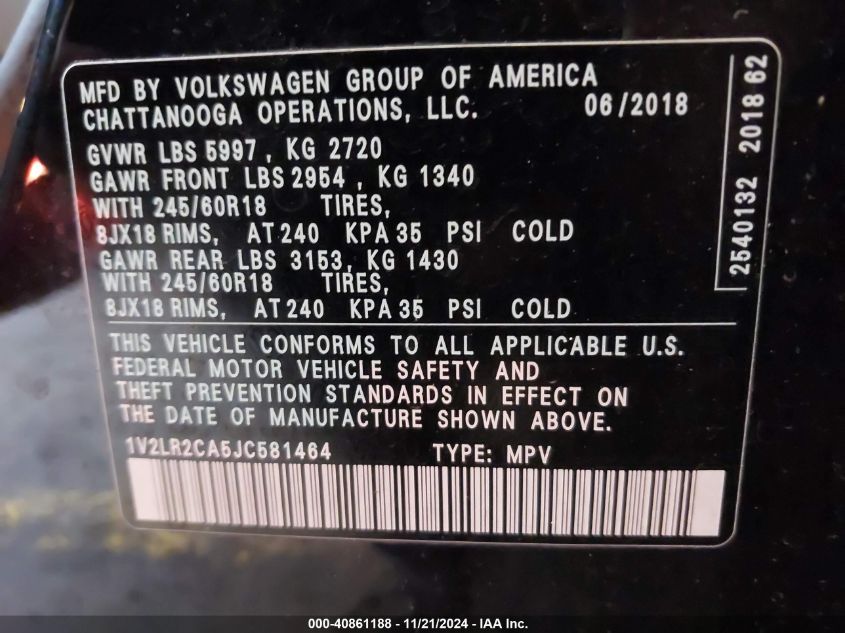 MFD BY VOLKSWAGEN GROUP OF AMERICA
CHATTANOOGA OPERATIONS, LLC. 06/2018
GVWR LBS 5997, KG 2720
GAWR FRONT LBS 2954, KG 1340
WITH 245/60R18 TIRES,
8JX18 RIMS, AT 240 KPA 35 PSI COLD
GAWR REAR LBS 3153, KG 1430
WITH 245/60R18 TIRES,
8JX18 RIMS, AT 240 KPA 35 PSI COLD
THIS VEHICLE CONFORMS TO ALL APPLICABLE U.S.
FEDERAL MOTOR VEHICLE SAFETY AND
THEFT PREVENTION STANDARDS IN EFFECT ON
THE DATE OF MANUFACTURE SHOWN ABOVE.
1V2LR2CA5JC581464 TYPE: MPV
2540132 2018 62
000-40861188 - 11/21/2024 - IAA Inc.